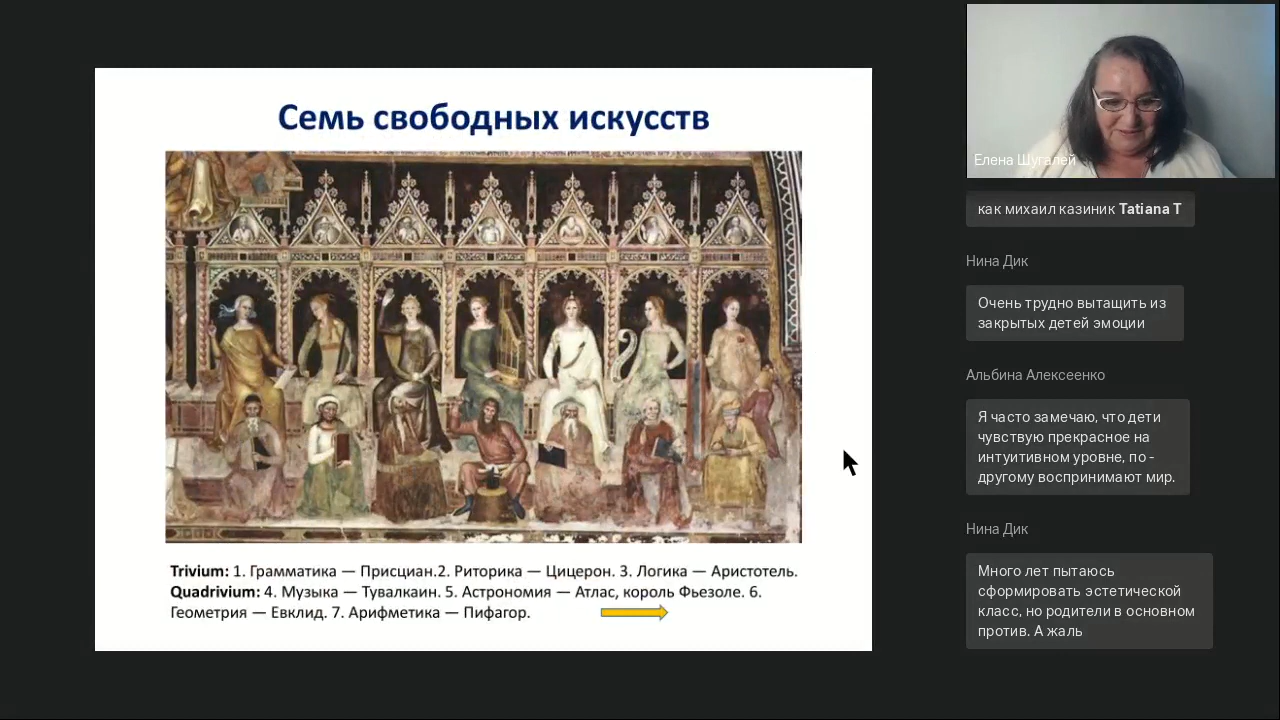 Семь свободных искусств
Trivium: 1. Грамматика — Присциан.2. Риторика — Цицерон. 3. Логика — Аристотель.
Quadrivium: 4. Музыка — Тувалкаин. 5. Астрономия — Атлас, король Фьезоле. 6.
Геометрия — Евклид. 7. Арифметика — Пифагор.
Елена Шугалей
как михаил казиник Tatiana T
Нина Дик
Очень трудно вытащить из
закрытых детей эмоции
Альбина Алексеенко
Я часто замечаю, что дети
чувствую прекрасное на
интуитивном уровне, по -
другому воспринимают мир.
Нина Дик
Много лет пытаюсь
сформировать эстетической
класс, но родители в основном
против. А жаль